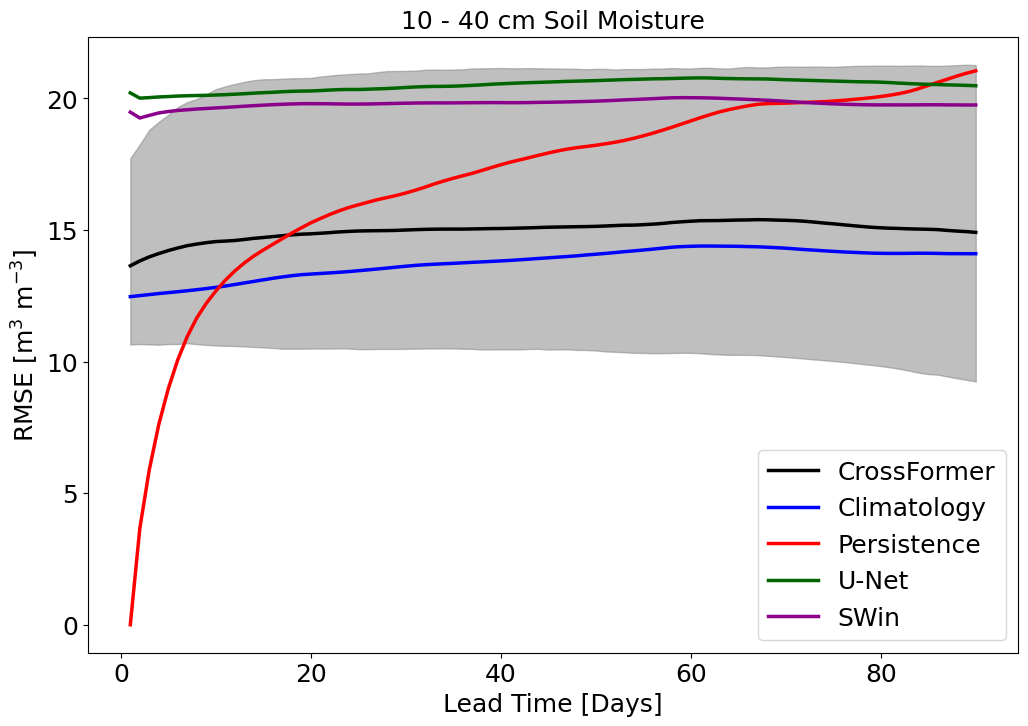 10 - 40 cm Soil Moisture
RMSE [m³ m⁻³]
20
15
10
5
0
0 20 40 60 80
Lead Time [Days]
CrossFormer
Climatology
Persistence
U-Net
SWin